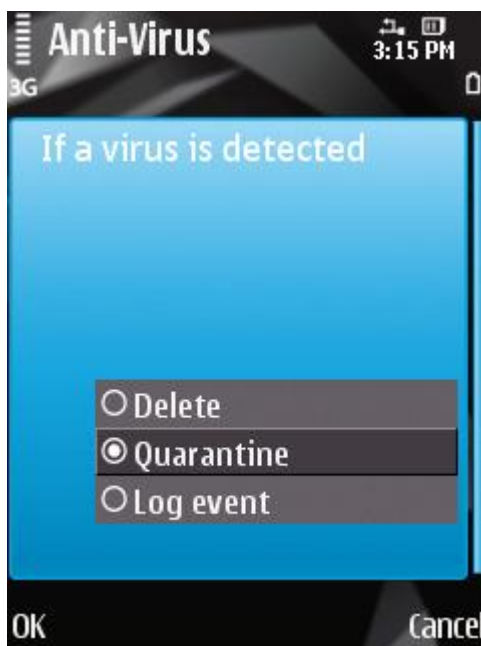 Anti-Virus
3:15 PM
3G
If a virus is detected
Delete
Quarantine
Log event
OK
Cancel